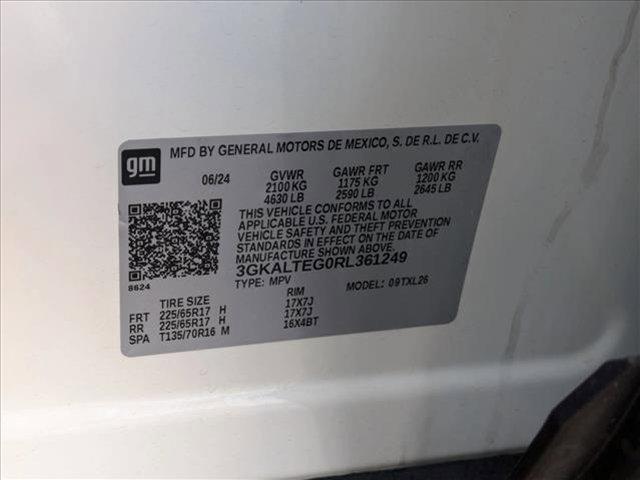 gm
MFD BY GENERAL MOTORS DE MEXICO, S. DE R.L. DE C.V.
06/24 GVWR GAWR FRT GAWR RR
2100 KG 1175 KG 1200 KG
4630 LB 2590 LB 2645 LB
THIS VEHICLE CONFORMS TO ALL
APPLICABLE U.S. FEDERAL MOTOR
VEHICLE SAFETY AND THEFT PREVENTION
STANDARDS IN EFFECT ON THE DATE OF
MANUFACTURE SHOWN ABOVE.
3GKALTEG0RL361249
8624
TYPE: MPV MODEL: 09TXL26
TIRE SIZE RIM
FRT 225/65R17 H 17X7J
RR 225/65R17 H 17X7J
SPA T135/70R16 M 16X4BT